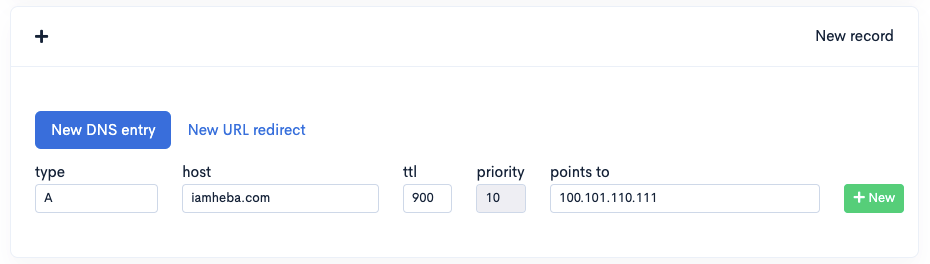 New record
New DNS entry New URL redirect
type host ttl priority points to
A iamheba.com 900 10 100.101.110.111 + New